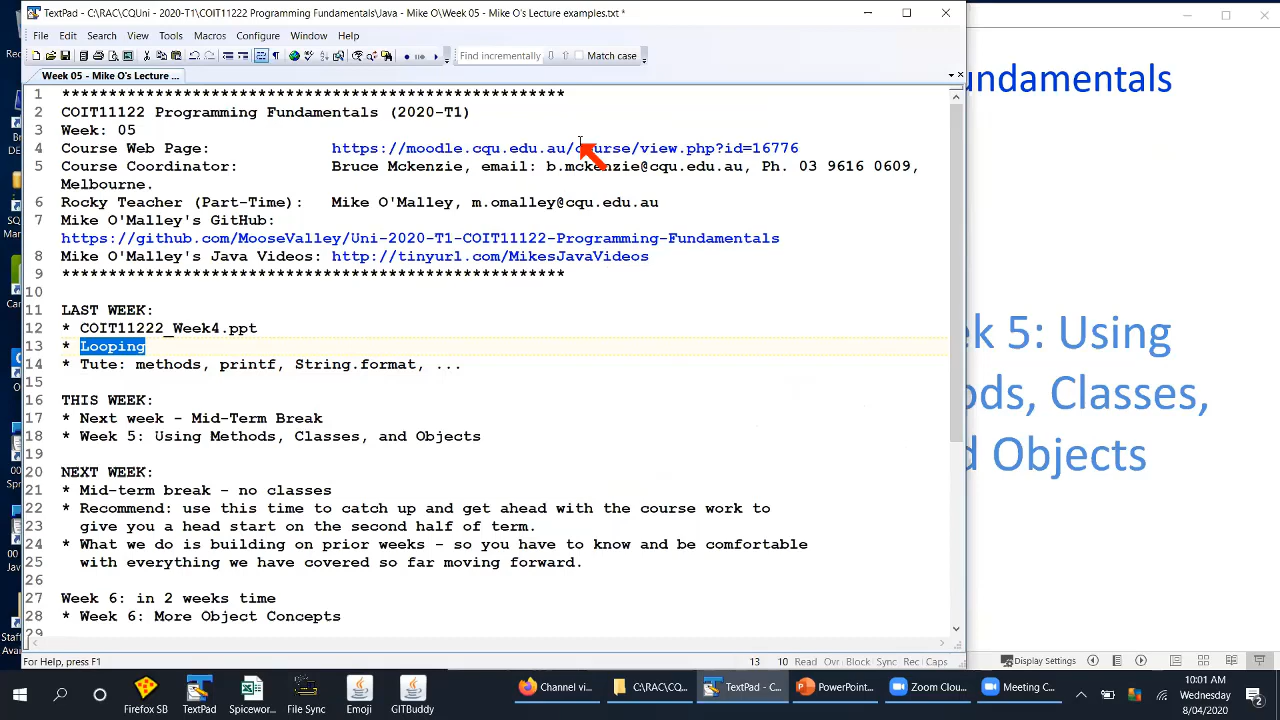 TextPad - C:\RAC\CQUni - 2020-T1\COIT11222 Programming Fundamentals\Java - Mike O\Week 05 - Mike O's Lecture examples.txt *
File Edit Search View Tools Macros Configure Window Help
Find incrementally Match case
Week 05 - Mike O's Lecture ...
1 ******************************************************
2 COIT11122 Programming Fundamentals (2020-T1)
3 Week: 05
4 Course Web Page: https://moodle.cqu.edu.au/course/view.php?id=16776
5 Course Coordinator: Bruce Mckenzie, email: b.mckenzie@cqu.edu.au, Ph. 03 9616 0609,
Melbourne.
6 Rocky Teacher (Part-Time): Mike O'Malley, m.omalley@cqu.edu.au
7 Mike O'Malley's GitHub:
https://github.com/MooseValley/Uni-2020-T1-COIT11122-Programming-Fundamentals
8 Mike O'Malley's Java Videos: http://tinyurl.com/MikesJavaVideos
9 ******************************************************
10
11 LAST WEEK:
12 * COIT11222_Week4.ppt
13 * Looping
14 * Tute: methods, printf, String.format, ...
15
16 THIS WEEK:
17 * Next week - Mid-Term Break
18 * Week 5: Using Methods, Classes, and Objects
19
20 NEXT WEEK:
21 * Mid-term break - no classes
22 * Recommend: use this time to catch up and get ahead with the course work to
23 give you a head start on the second half of term.
24 * What we do is building on prior weeks - so you have to know and be comfortable
25 with everything we have covered so far moving forward.
26
27 Week 6: in 2 weeks time
28 * Week 6: More Object Concepts
29
For Help, press F1 13 10 Read Ovr Block Sync Rec Caps
undamentals
k 5: Using
ods, Classes,
d Objects
Display Settings
Firefox SB TextPad Spicewor... File Sync Emoji GITBuddy Channel vi... C:\RAC\CQ... TextPad - C... PowerPoint... Zoom Clou... Meeting C...
10:01 AM
Wednesday
8/04/2020
2